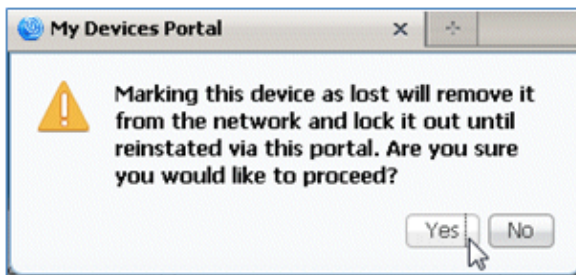 My Devices Portal
Marking this device as lost will remove it
from the network and lock it out until
reinstated via this portal. Are you sure
you would like to proceed?
Yes No